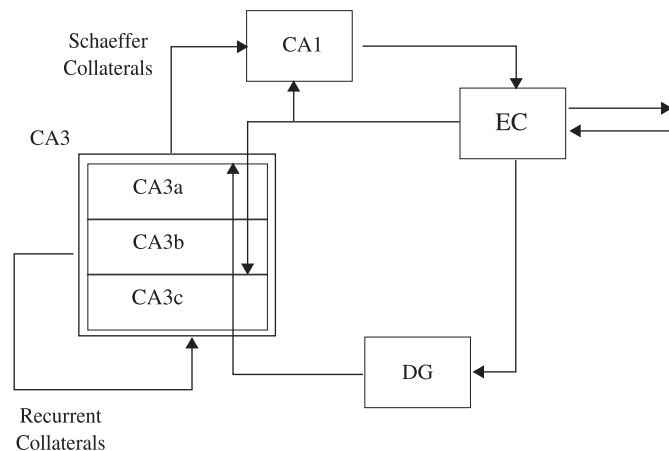 Schaeffer
Collaterals
CA1
EC
CA3
CA3a
CA3b
CA3c
DG
Recurrent
Collaterals